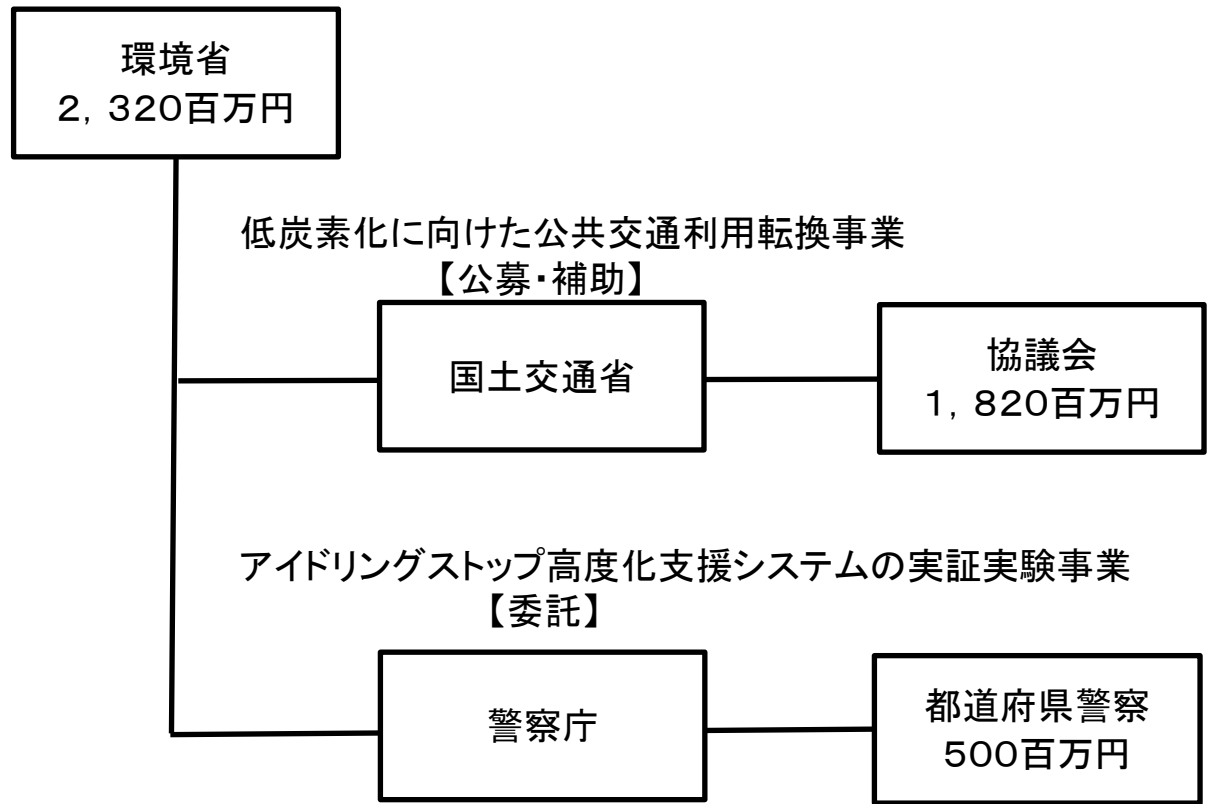 環境省
２，３２０百万円
低炭素化に向けた公共交通利用転換事業
【公募・補助】
国土交通省
協議会
１，８２０百万円
アイドリングストップ高度化支援システムの実証実験事業
【委託】
警察庁
都道府県警察
５００百万円